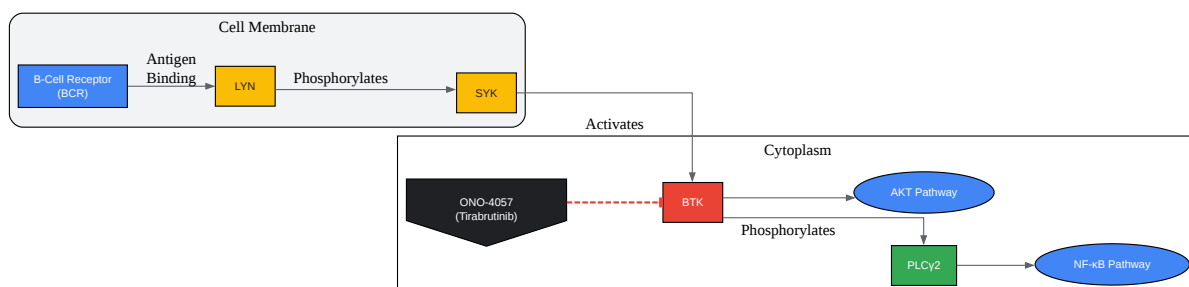 Cell Membrane
B-Cell Receptor
(BCR)
Antigen
Binding
LYN
Phosphorylates
SYK
Activates
Cytoplasm
ONO-4057
(Tirabrutinib)
BTK
AKT Pathway
Phosphorylates
PLCγ2
NF-κB Pathway